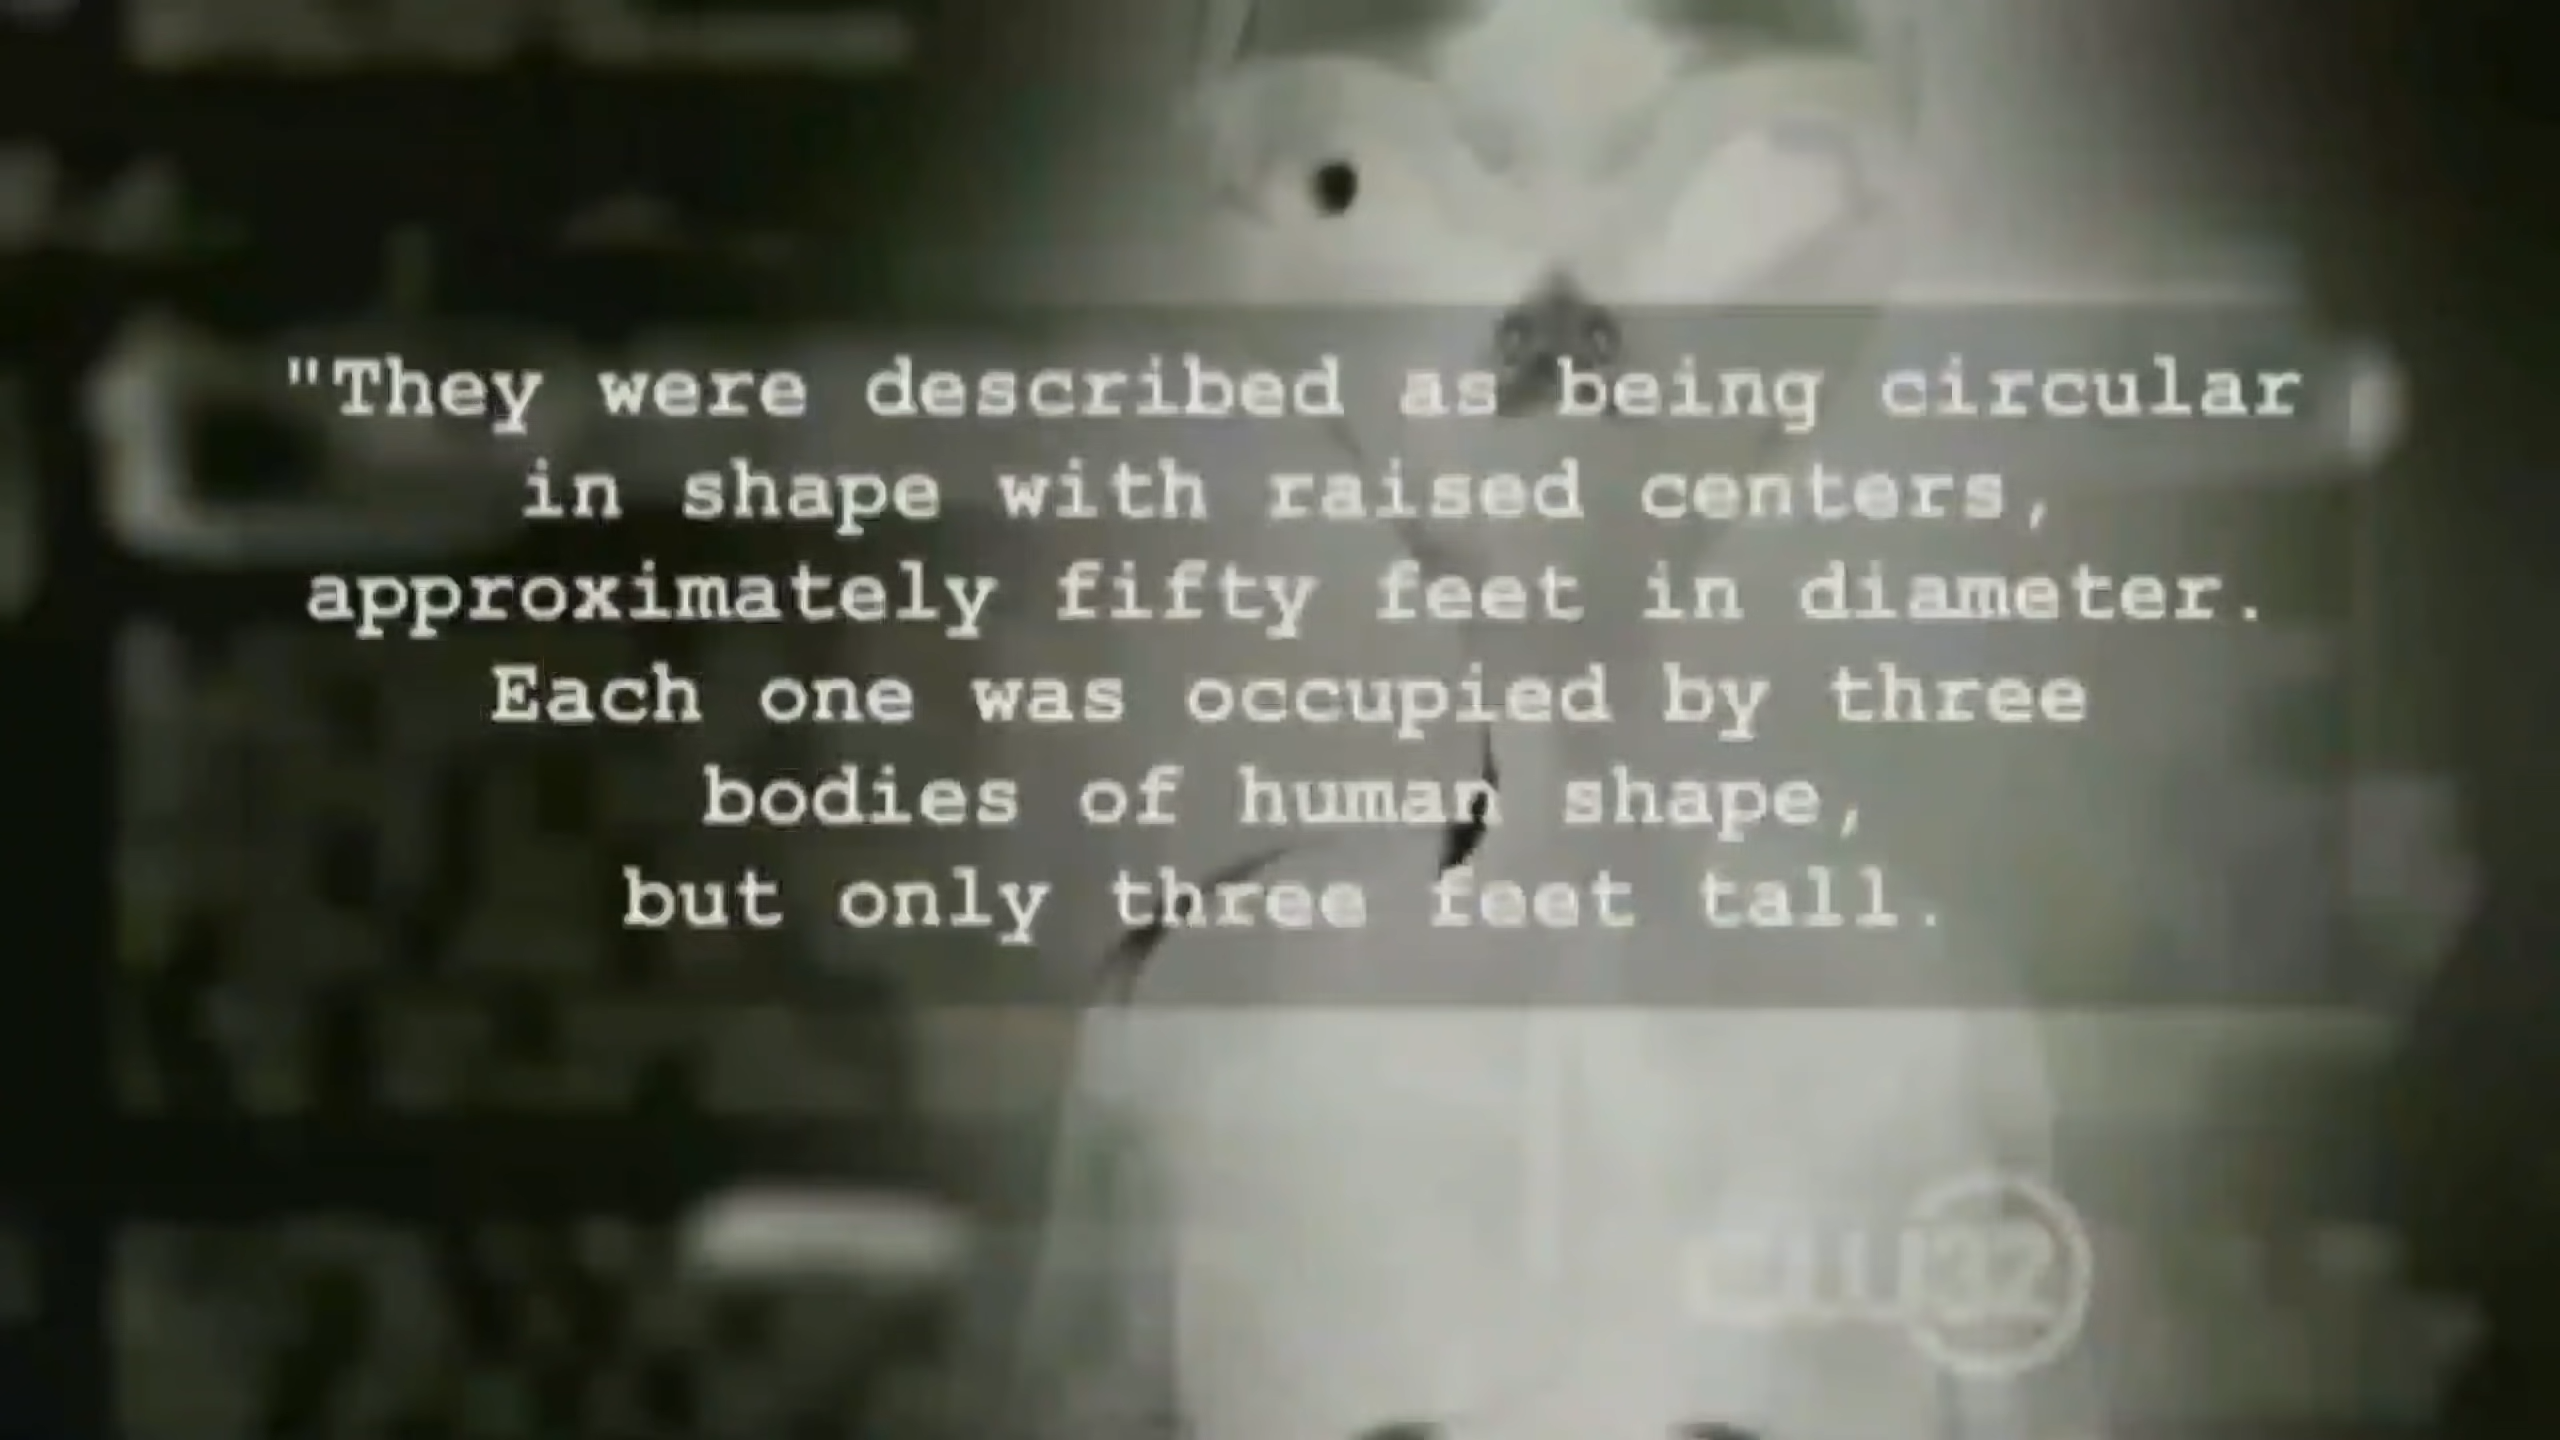 "They were described as being circular
in shape with raised centers,
approximately fifty feet in diameter.
Each one was occupied by three
bodies of human shape,
but only three feet tall.
32